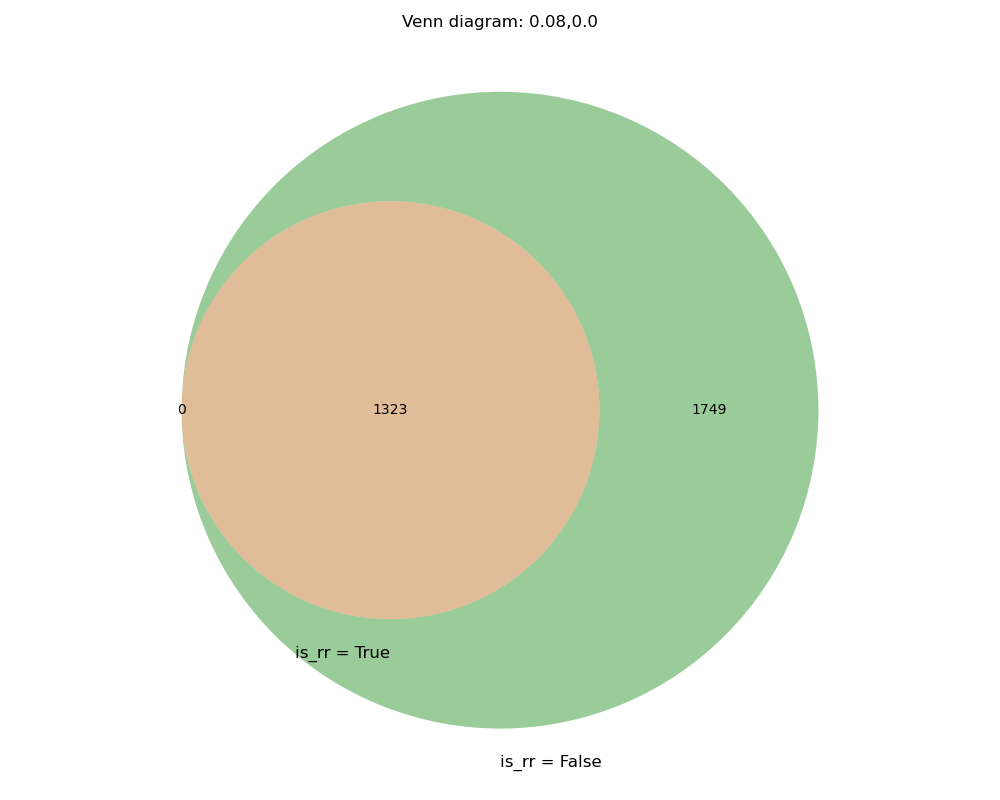 Venn diagram: 0.08,0.0
0
1323
1749
is_rr = True
is_rr = False